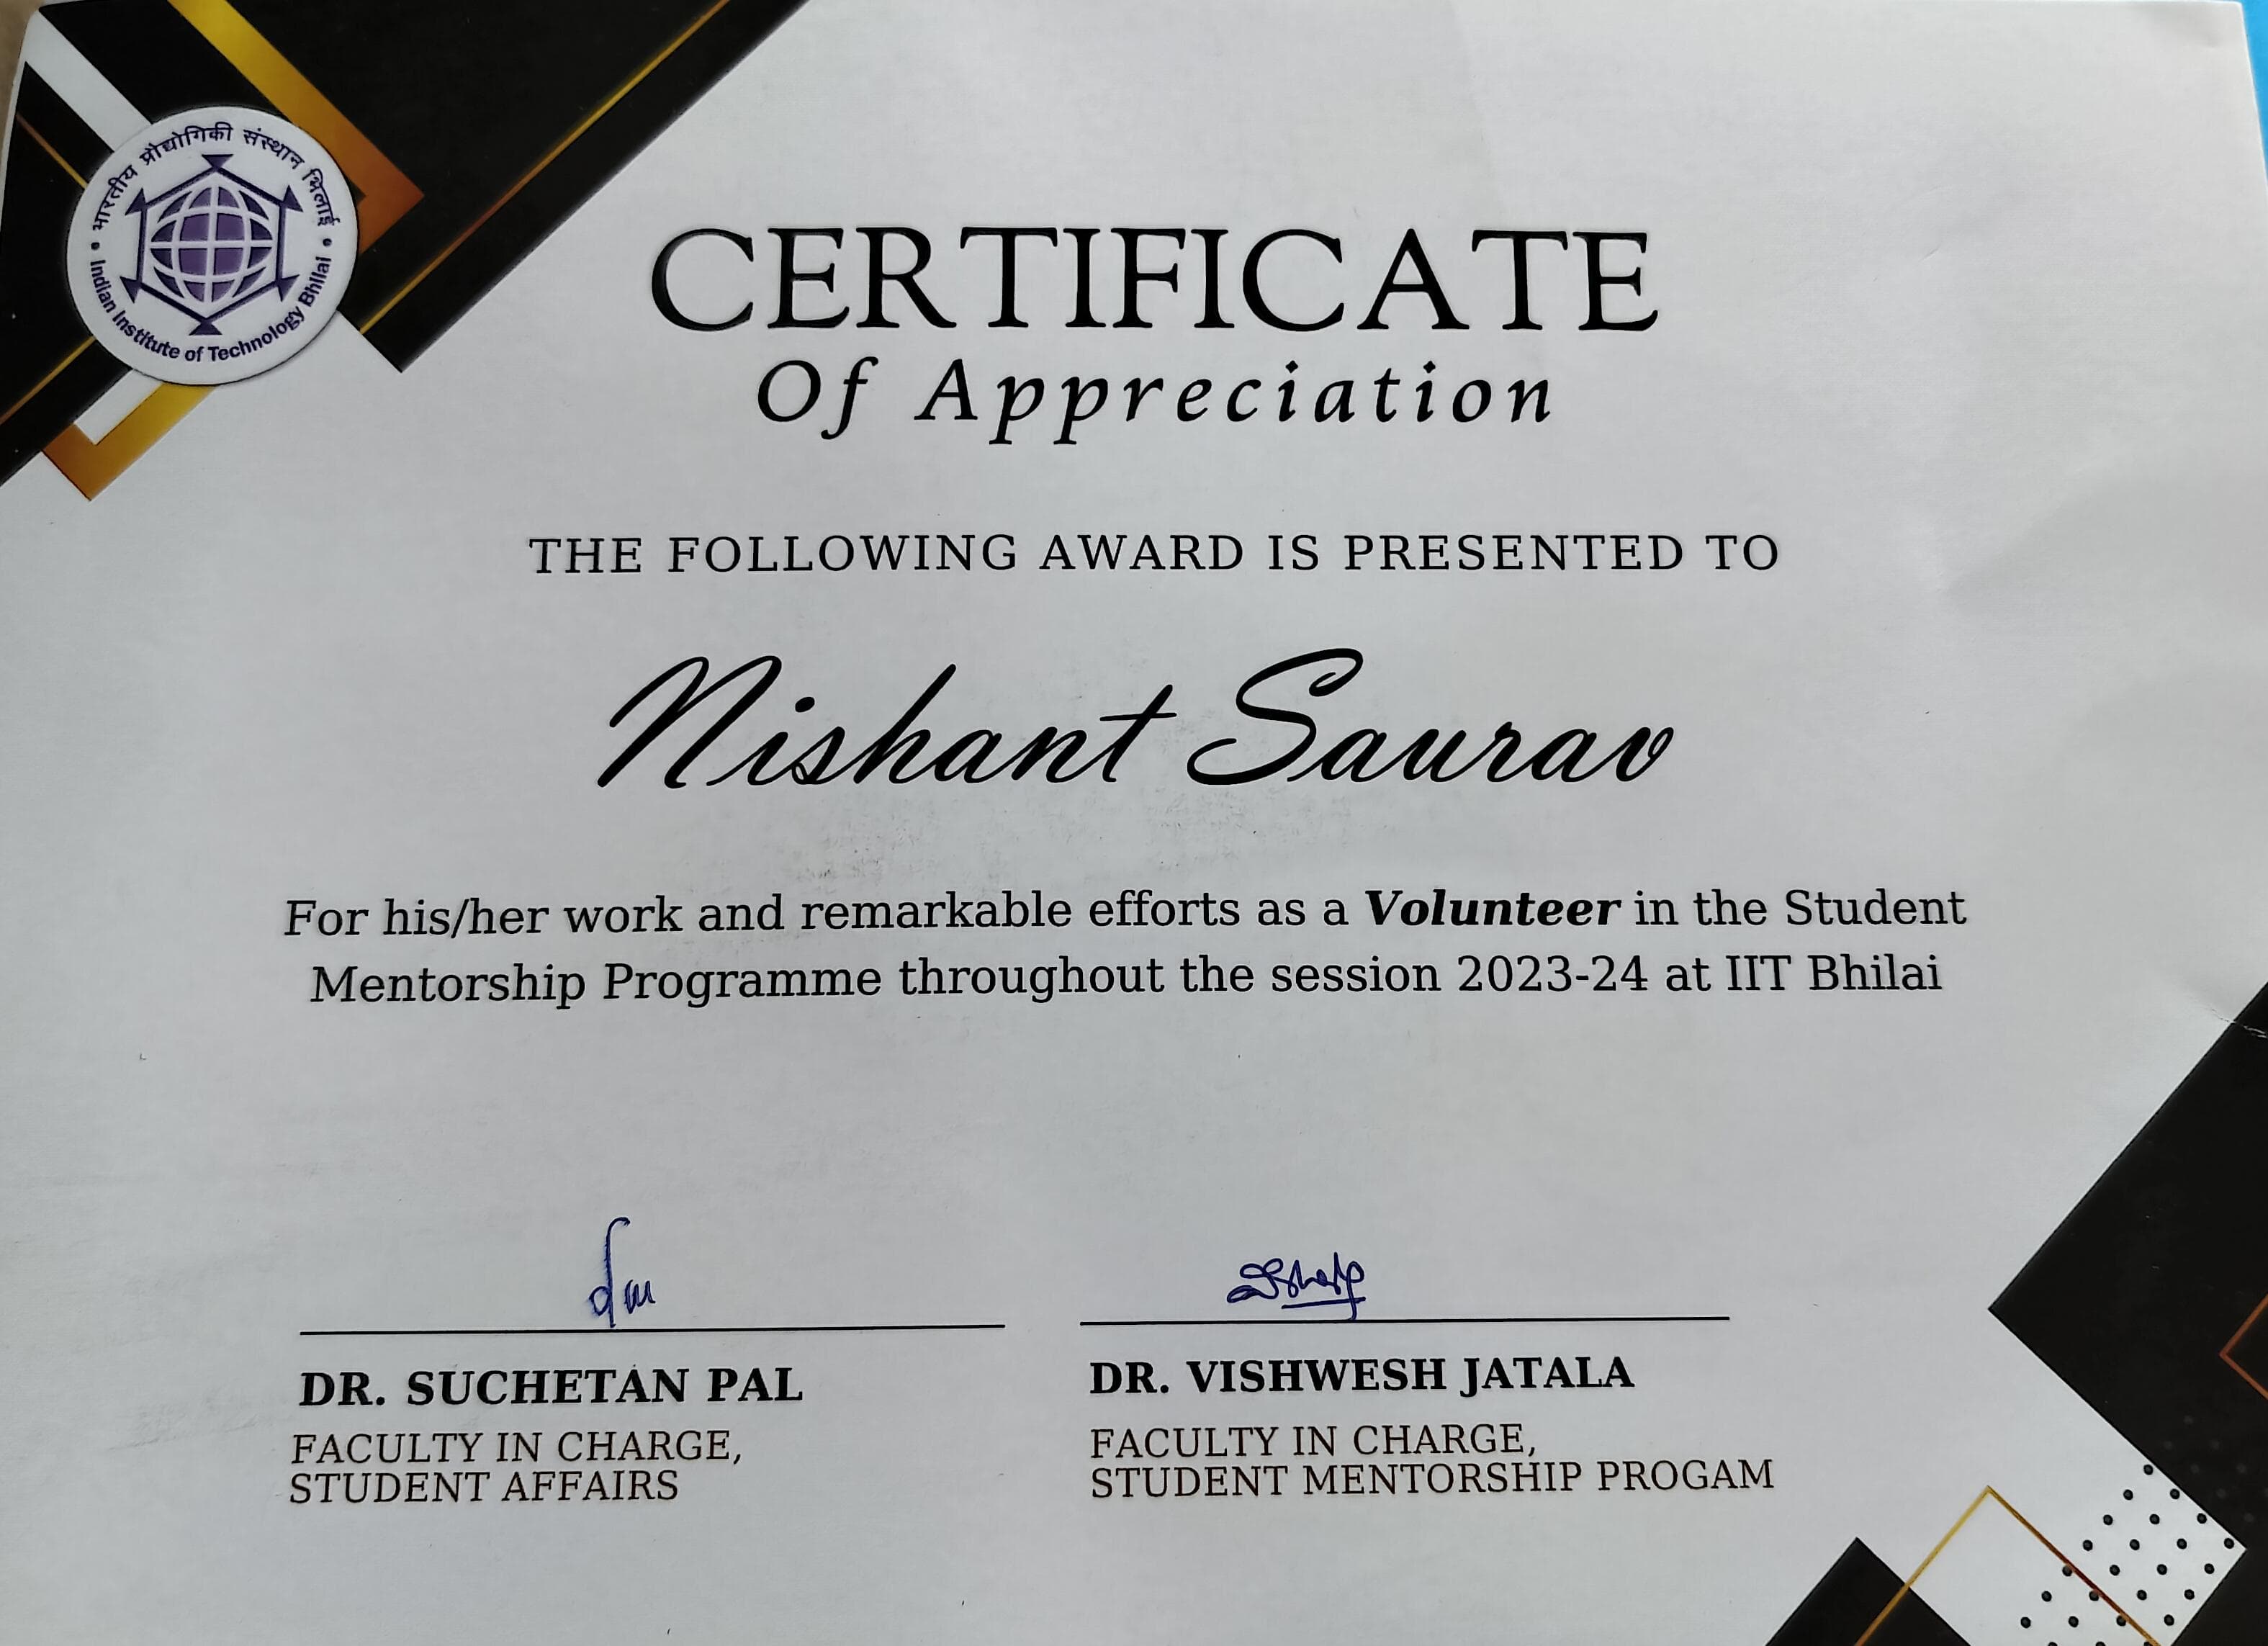 भारतीय प्रौद्योगिकी संस्थान भिलाई
Indian Institute of Technology Bhilai
CERTIFICATE
Of Appreciation
THE FOLLOWING AWARD IS PRESENTED TO
Nishant Saurav
For his/her work and remarkable efforts as a Volunteer in the Student
Mentorship Programme throughout the session 2023-24 at IIT Bhilai
DR. SUCHETAN PAL
FACULTY IN CHARGE,
STUDENT AFFAIRS
DR. VISHWESH JATALA
FACULTY IN CHARGE,
STUDENT MENTORSHIP PROGAM